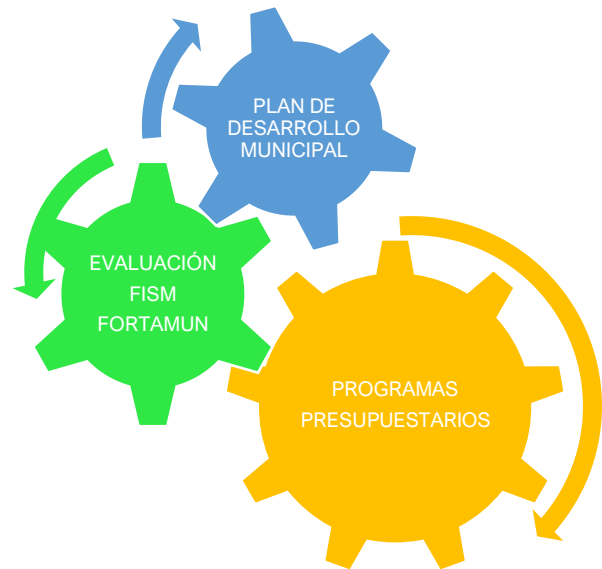 PLAN DE
DESARROLLO
MUNICIPAL
EVALUACIÓN
FISM
FORTAMUN
PROGRAMAS
PRESUPUESTARIOS